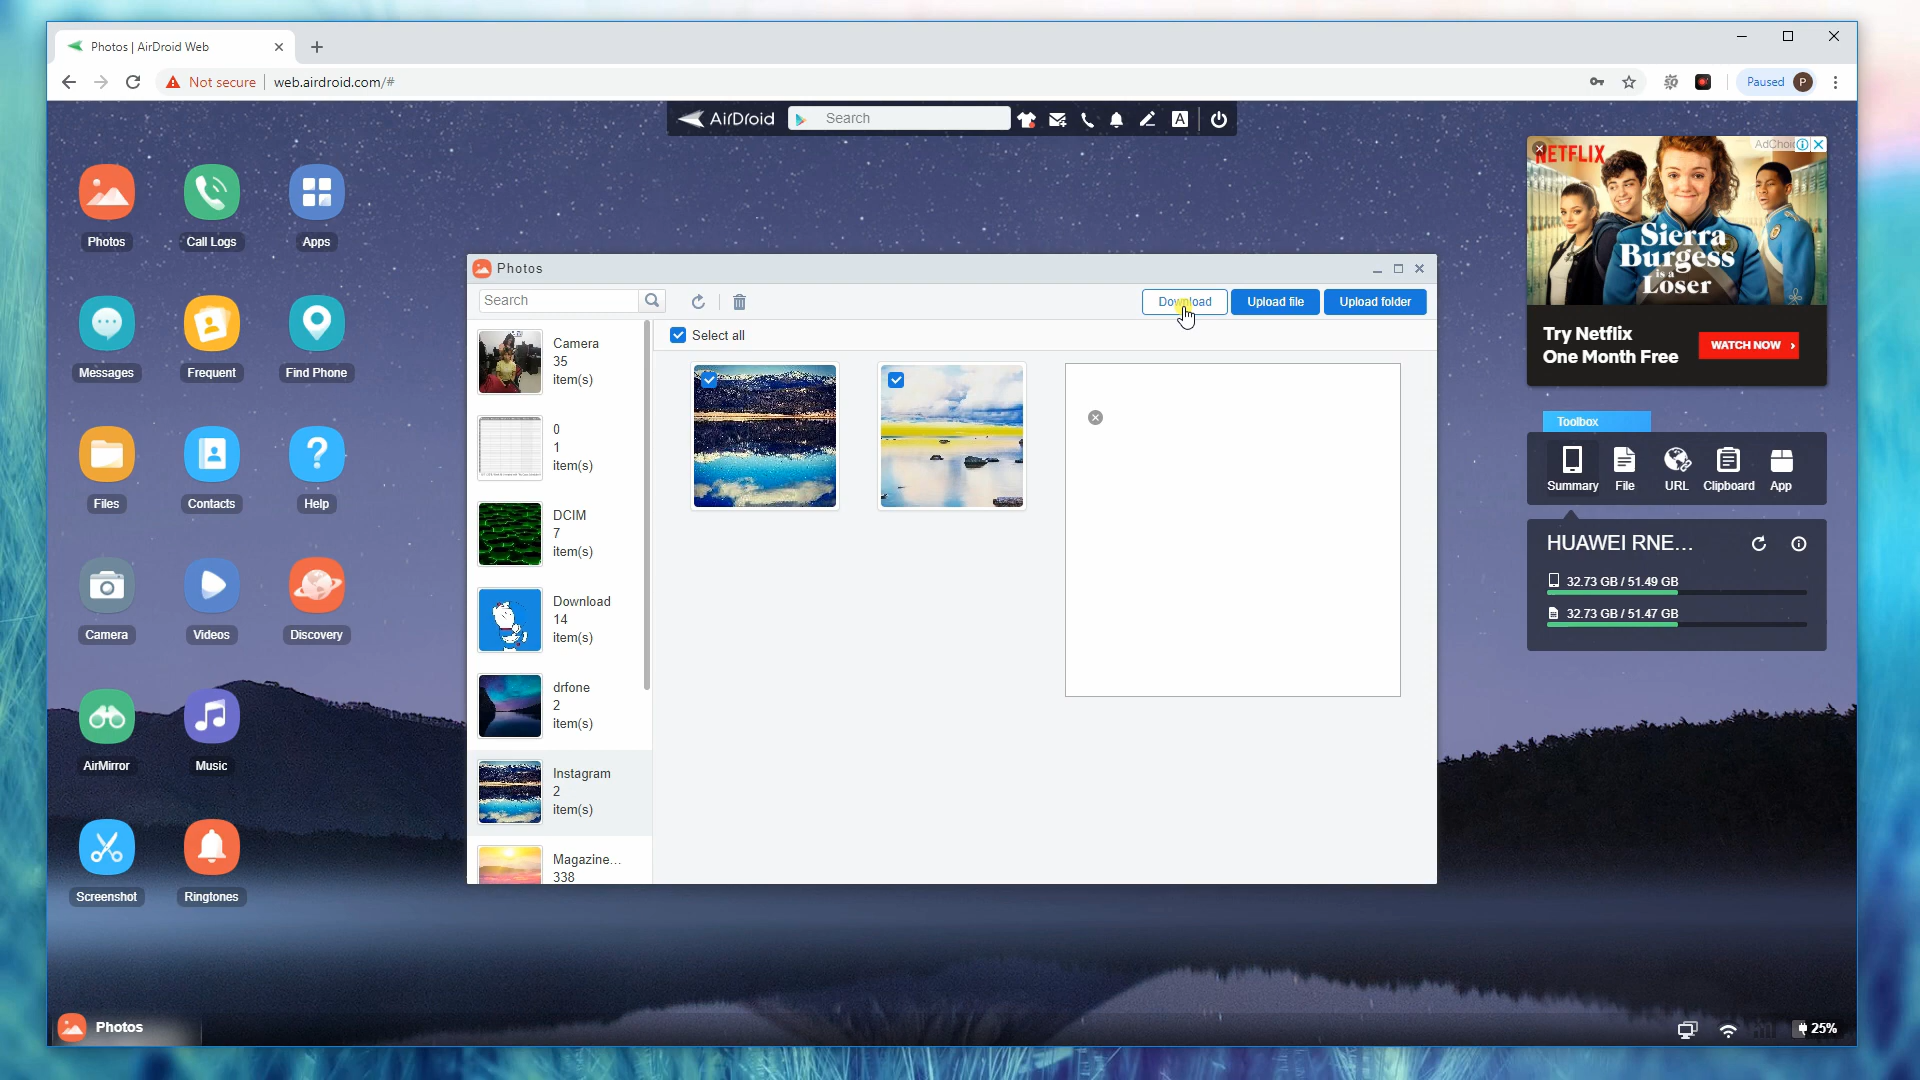 Photos | AirDroid Web
Not secure
web.airdroid.com/#
Paused
P
AirDroid
Search
A
Photos
Call Logs
Apps
Messages
Frequent
Find Phone
Files
Contacts
?
Help
Camera
Videos
Discovery
AirMirror
Music
Screenshot
Ringtones
Photos
Search
Download
Upload file
Upload folder
Select all
Camera
35
item(s)
0
1
item(s)
DCIM
7
item(s)
Download
14
item(s)
drfone
2
item(s)
Instagram
2
item(s)
Magazine...
338
NETFLIX
AdChoi
Sierra
Burgess
is a
Loser
Try Netflix
One Month Free
WATCH NOW
Toolbox
Summary
File
URL
Clipboard
App
HUAWEI RNE...
32.73 GB / 51.49 GB
32.73 GB / 51.47 GB
Photos
25%